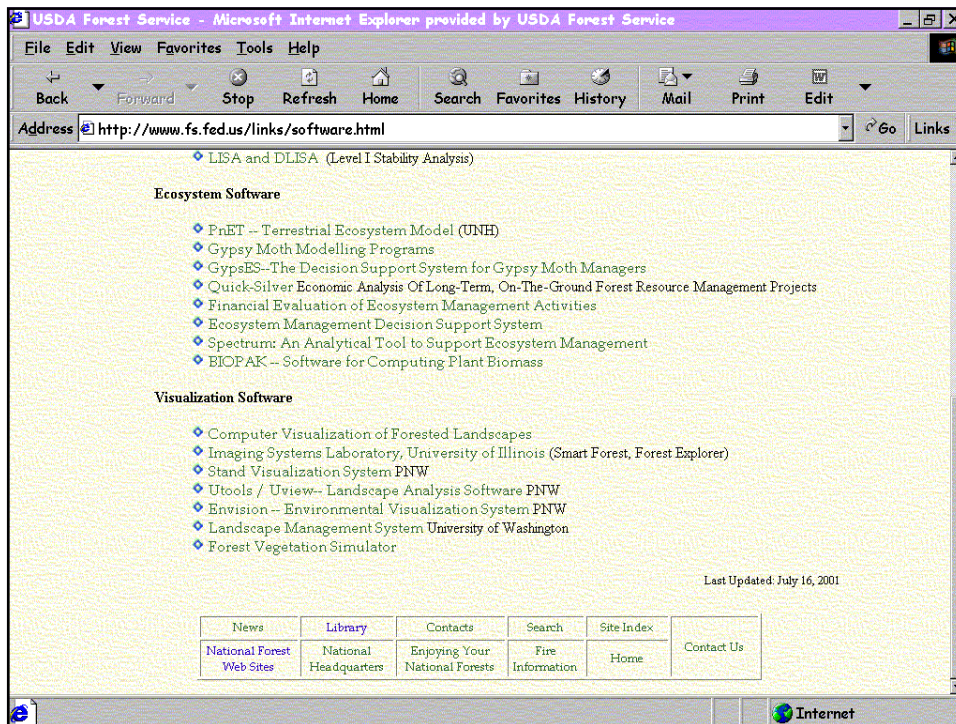 USDA Forest Service - Microsoft Internet Explorer provided by USDA Forest Service
File Edit View Favorites Tools Help
Back Forward Stop Refresh Home Search Favorites History Mail Print Edit
Address http://www.fs.fed.us/links/software.html Go Links
LISA and DLISA (Level I Stability Analysis)
Ecosystem Software
PnET -- Terrestrial Ecosystem Model (UNH)
Gypsy Moth Modelling Programs
GypsES--The Decision Support System for Gypsy Moth Managers
Quick-Silver Economic Analysis Of Long-Term, On-The-Ground Forest Resource Management Projects
Financial Evaluation of Ecosystem Management Activities
Ecosystem Management Decision Support System
Spectrum: An Analytical Tool to Support Ecosystem Management
BIOPAK -- Software for Computing Plant Biomass
Visualization Software
Computer Visualization of Forested Landscapes
Imaging Systems Laboratory, University of Illinois (Smart Forest, Forest Explorer)
Stand Visualization System PNW
Utools / Uview-- Landscape Analysis Software PNW
Envision -- Environmental Visualization System PNW
Landscape Management System University of Washington
Forest Vegetation Simulator
Last Updated: July 16, 2001
News Library Contacts Search Site Index Contact Us
National Forest Web Sites National Headquarters Enjoying Your National Forests Fire Information Home
Internet